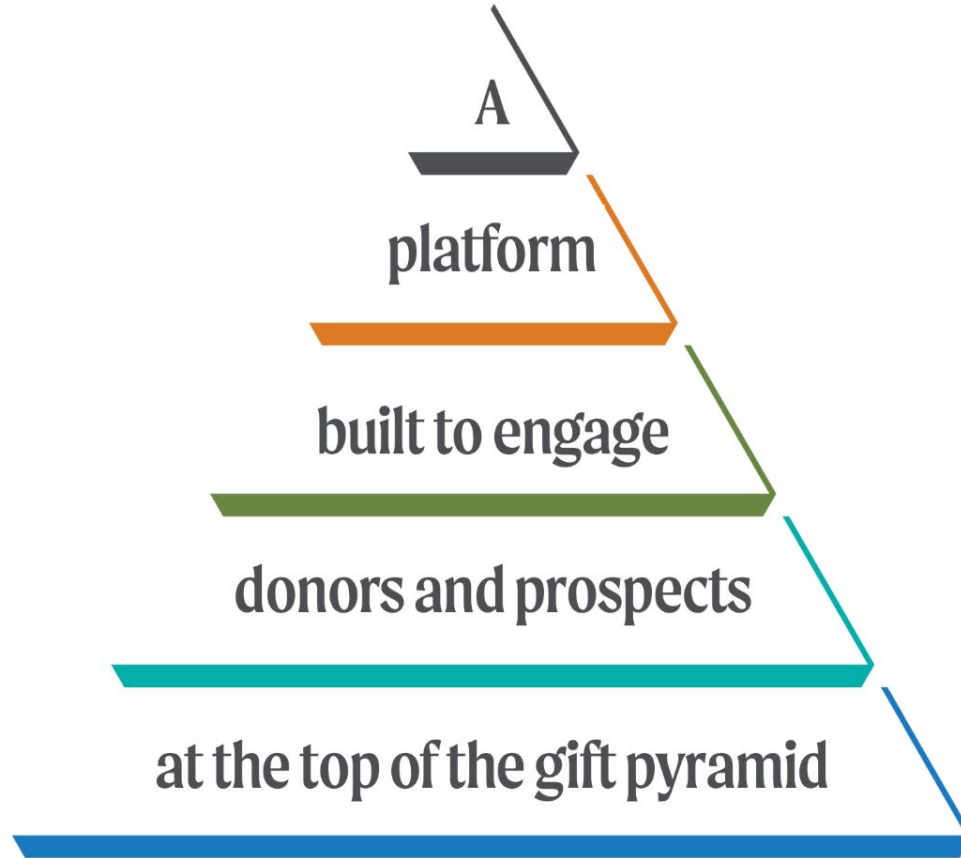 A
platform
built to engage
donors and prospects
at the top of the gift pyramid